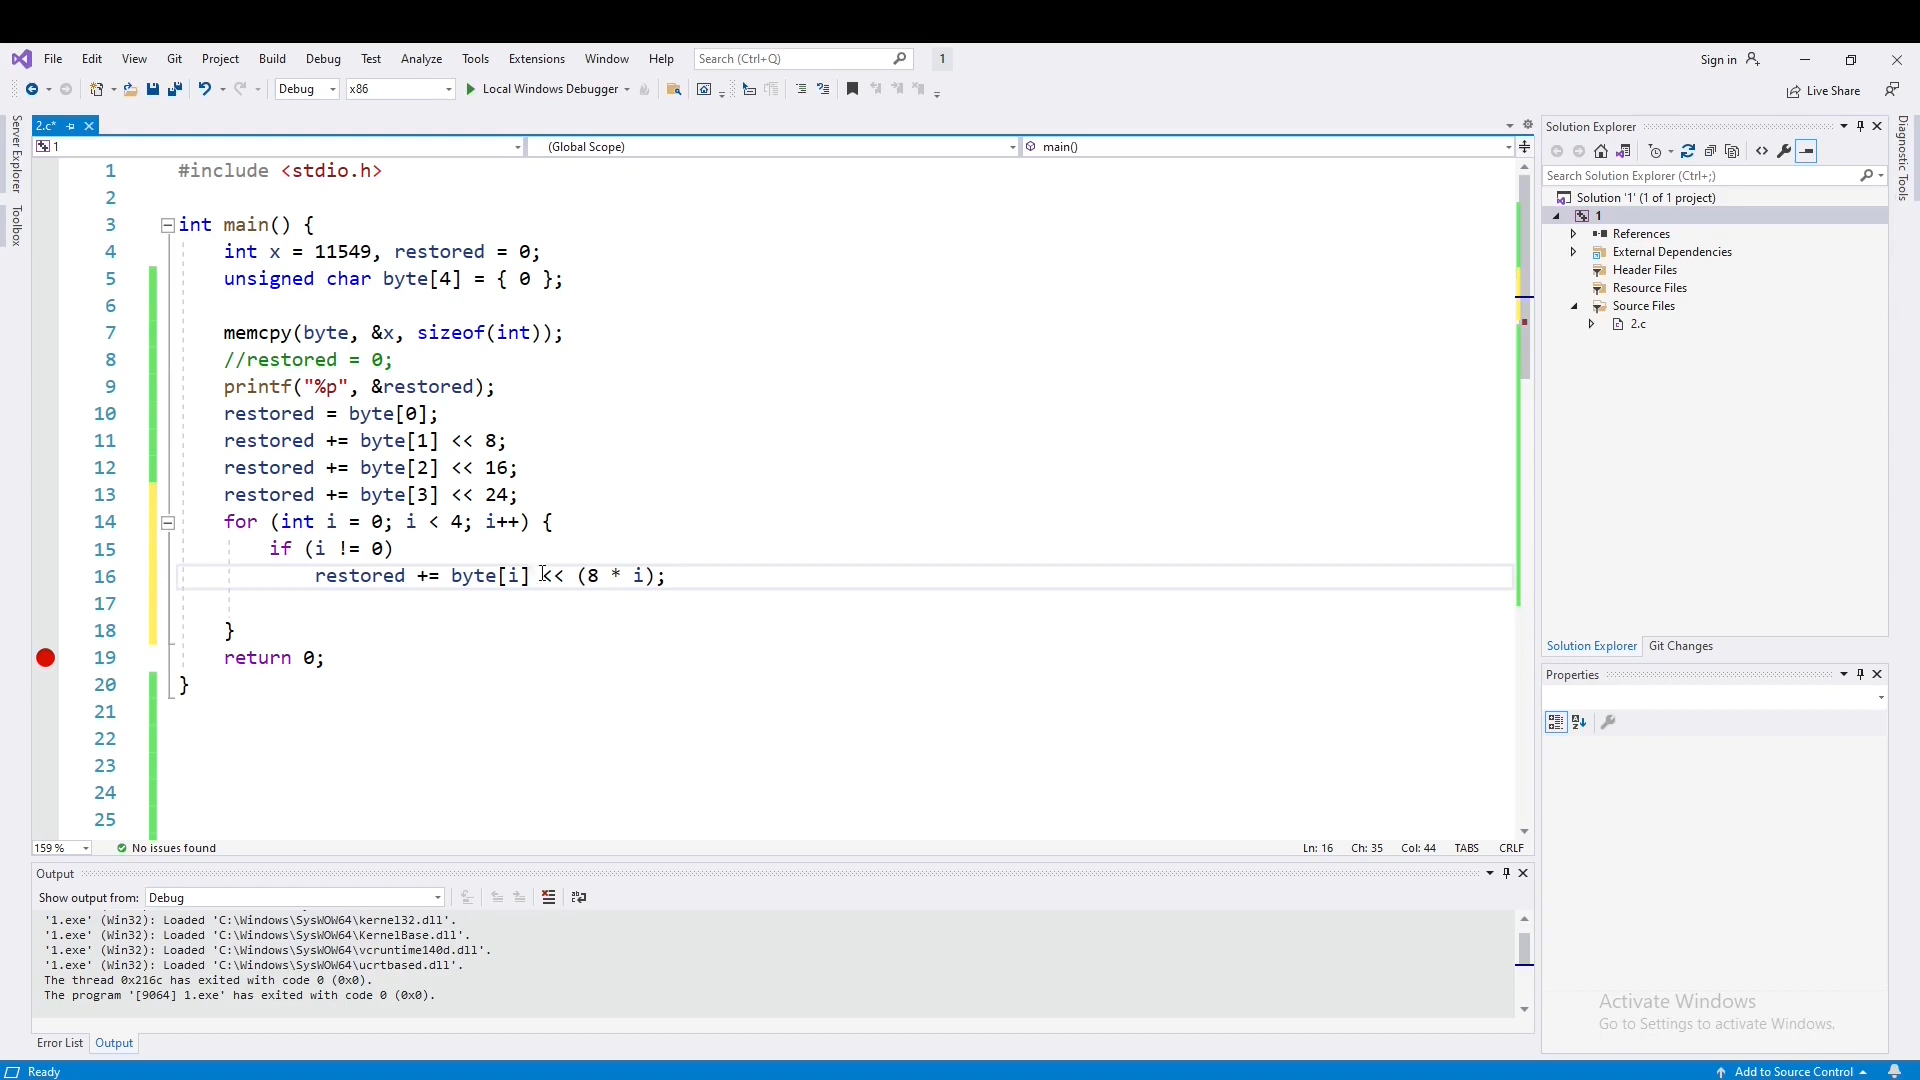 File Edit View Git Project Build Debug Test Analyze Tools Extensions Window Help Search (Ctrl+Q) 1 Sign in
Debug x86 Local Windows Debugger Live Share
Server Explorer
Toolbox
2.c*
1 (Global Scope) main()
1 #include <stdio.h>
2
3 int main() {
4 int x = 11549, restored = 0;
5 unsigned char byte[4] = { 0 };
6
7 memcpy(byte, &x, sizeof(int));
8 //restored = 0;
9 printf("%p", &restored);
10 restored = byte[0];
11 restored += byte[1] << 8;
12 restored += byte[2] << 16;
13 restored += byte[3] << 24;
14 for (int i = 0; i < 4; i++) {
15 if (i != 0)
16 restored += byte[i] << (8 * i);
17
18 }
19 return 0;
20 }
21
22
23
24
25
159 % No issues found Ln: 16 Ch: 35 Col: 44 TABS CRLF
Output
Show output from: Debug
'1.exe' (Win32): Loaded 'C:\Windows\SysWOW64\kernel32.dll'.
'1.exe' (Win32): Loaded 'C:\Windows\SysWOW64\KernelBase.dll'.
'1.exe' (Win32): Loaded 'C:\Windows\SysWOW64\vcruntime140d.dll'.
'1.exe' (Win32): Loaded 'C:\Windows\SysWOW64\ucrtbased.dll'.
The thread 0x216c has exited with code 0 (0x0).
The program '[9064] 1.exe' has exited with code 0 (0x0).
Error List Output
Solution Explorer
Search Solution Explorer (Ctrl+;)
Solution '1' (1 of 1 project)
1
References
External Dependencies
Header Files
Resource Files
Source Files
2.c
Solution Explorer Git Changes
Properties
Diagnostic Tools
Activate Windows
Go to Settings to activate Windows.
Ready Add to Source Control